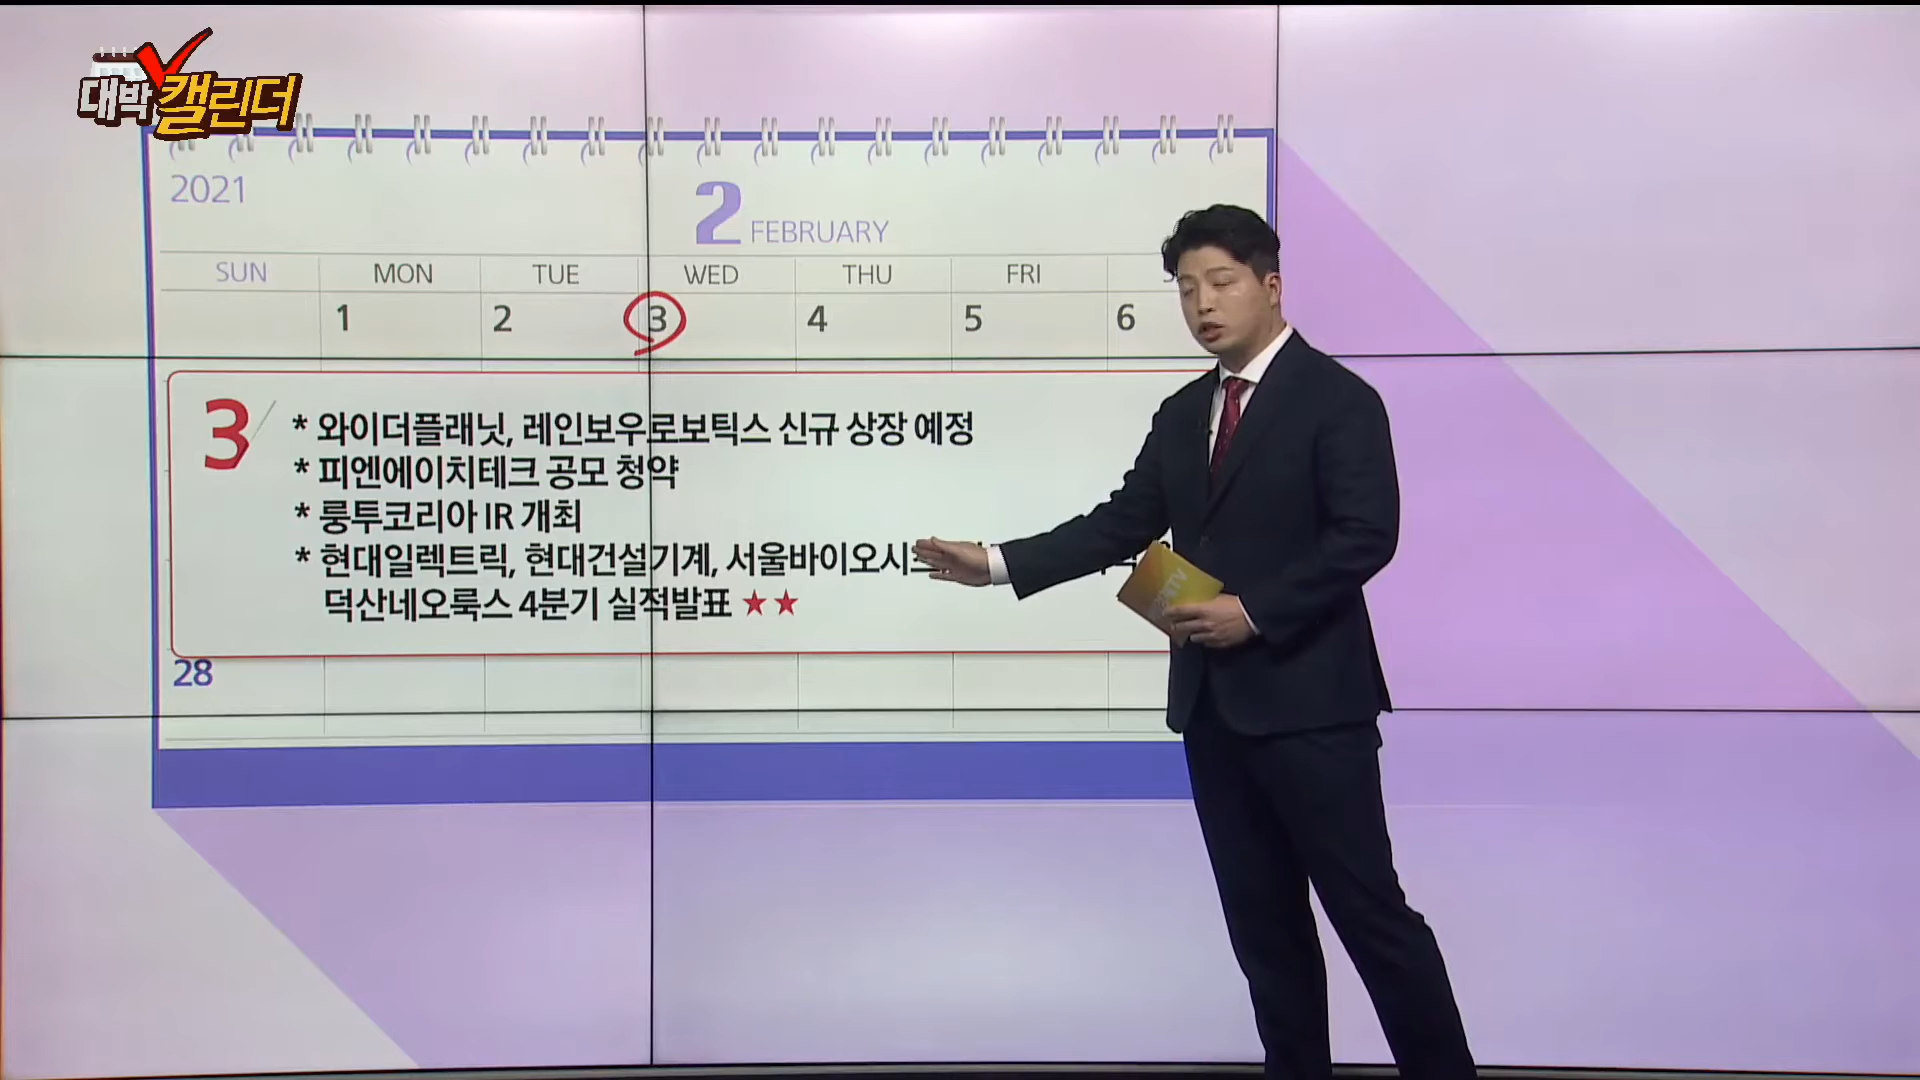 대박 캘린더
2021
2 FEBRUARY
SUN MON TUE WED THU FRI
1 2 3 4 5 6
3
* 와이더플래닛, 레인보우로보틱스 신규 상장 예정
* 피엔에이치테크 공모 청약
* 룽투코리아 IR 개최
* 현대일렉트릭, 현대건설기계, 서울바이오시스
덕산네오룩스 4분기 실적발표 ★★
28